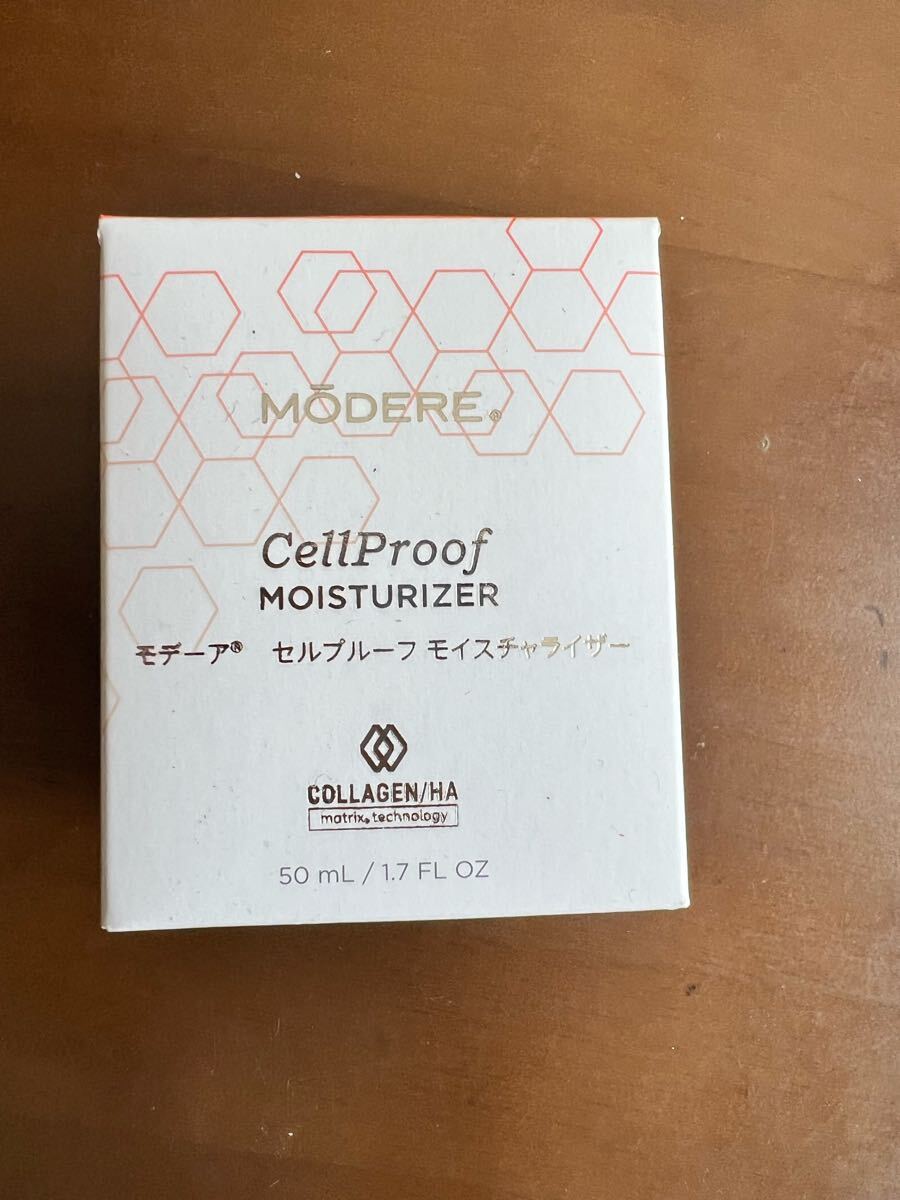 MŌDERE®
CellProof
MOISTURIZER
モデーア® セルプルーフ モイスチャライザー
COLLAGEN/HA
matrix® technology
50 mL / 1.7 FL OZ